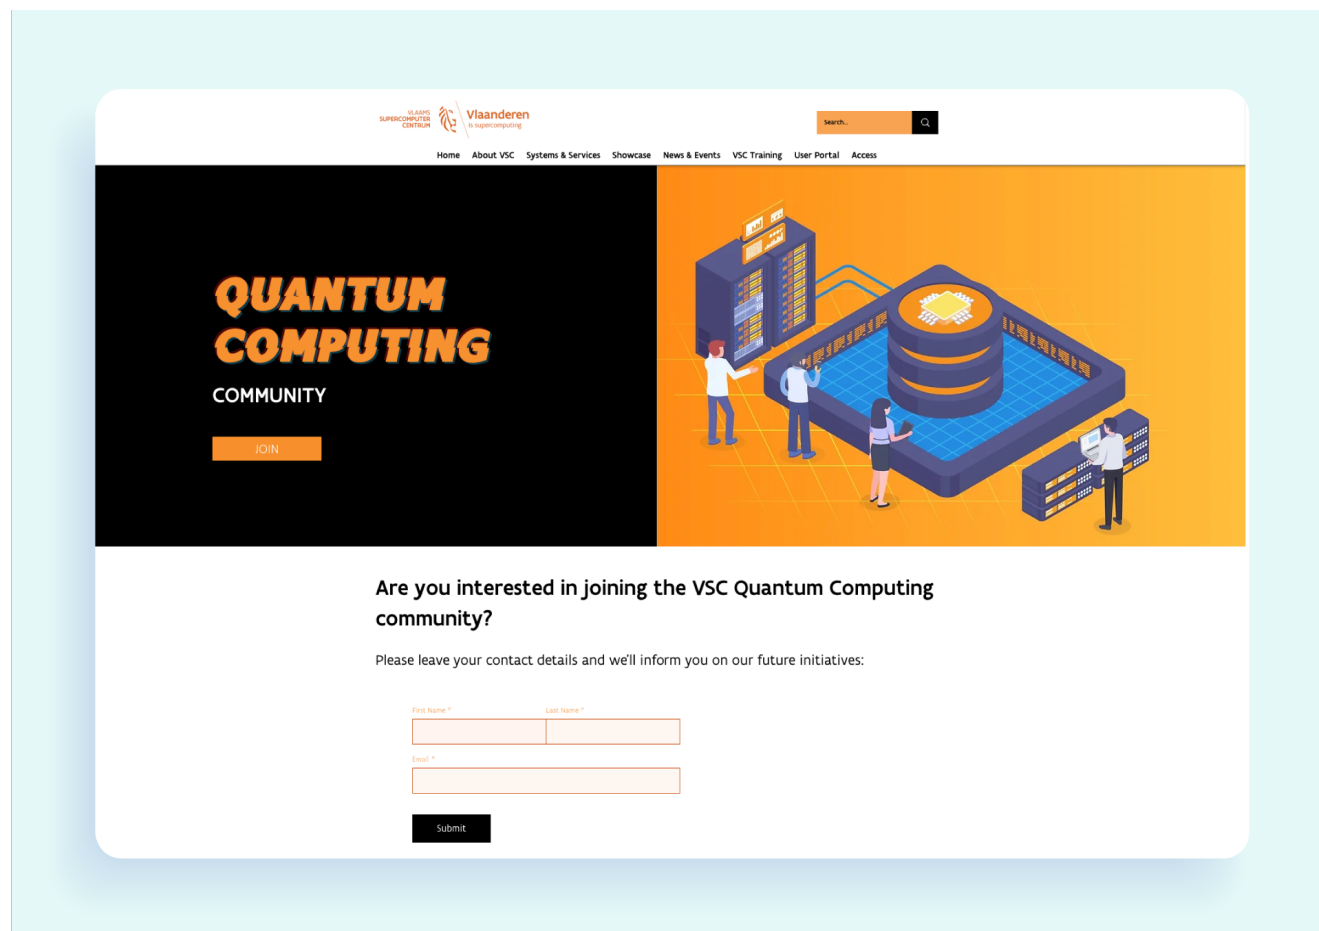 VLAAMS
SUPERCOMPUTER
CENTRUM
Vlaanderen
is supercomputing
Search...
Home About VSC Systems & Services Showcase News & Events VSC Training User Portal Access
QUANTUM
COMPUTING
COMMUNITY
JOIN
Are you interested in joining the VSC Quantum Computing
community?
Please leave your contact details and we'll inform you on our future initiatives:
First Name * Last Name *
Email *
Submit